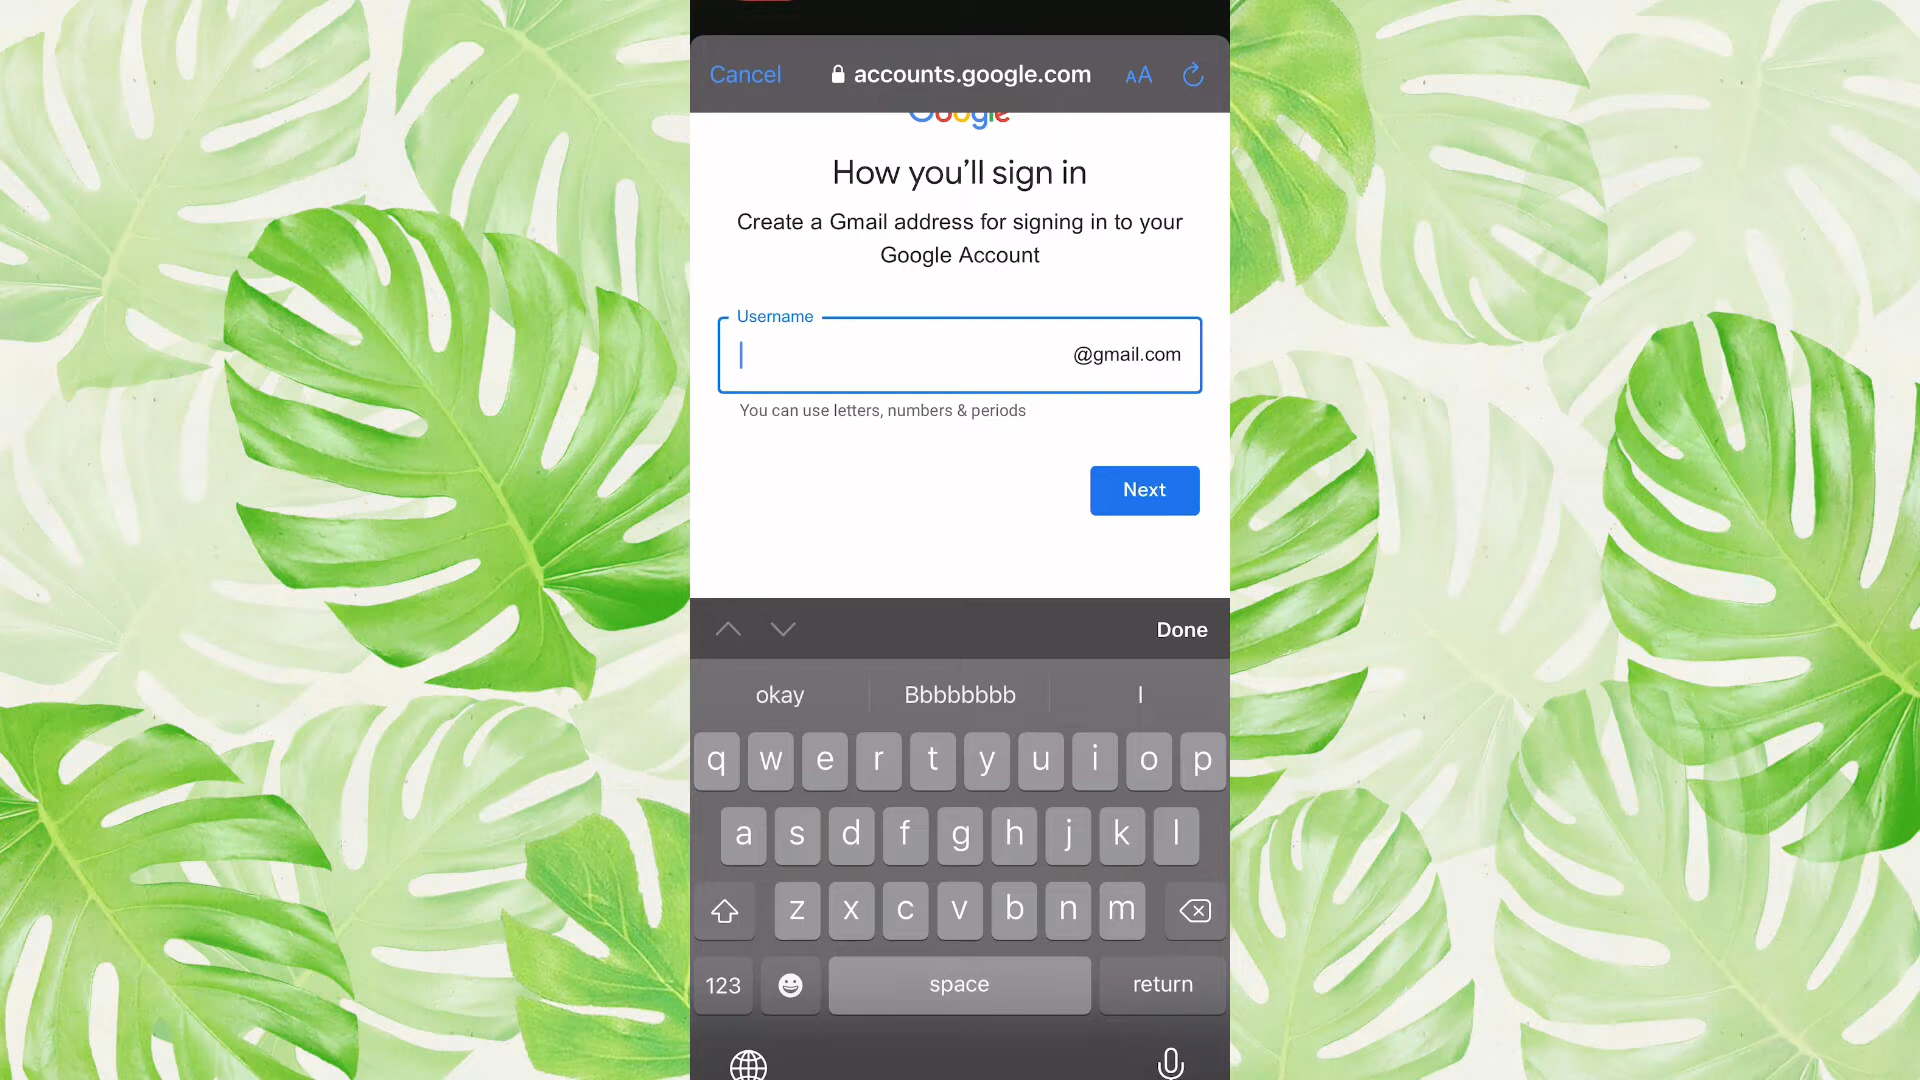 Cancel accounts.google.com AA
Google
How you’ll sign in
Create a Gmail address for signing in to your
Google Account
Username
@gmail.com
You can use letters, numbers & periods
Next
Done
okay Bbbbbbbb I
q w e r t y u i o p
a s d f g h j k l
z x c v b n m
123 space return